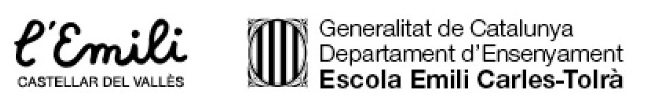 l'Emili
CASTELLAR DEL VALLÈS
Generalitat de Catalunya
Departament d'Ensenyament
Escola Emili Carles-Tolrà